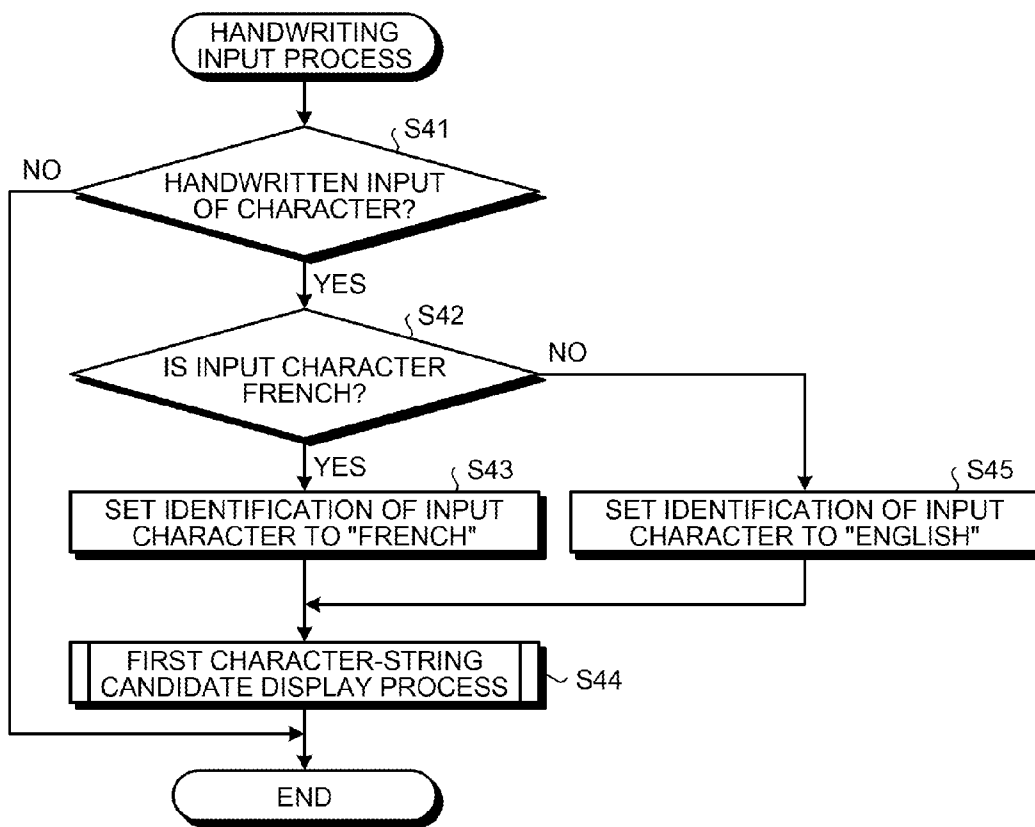 HANDWRITING
INPUT PROCESS
S41
NO
HANDWRITTEN INPUT
OF CHARACTER?
YES
S42
IS INPUT CHARACTER
FRENCH?
NO
YES
S43
SET IDENTIFICATION OF INPUT
CHARACTER TO "FRENCH"
S45
SET IDENTIFICATION OF INPUT
CHARACTER TO "ENGLISH"
FIRST CHARACTER-STRING
CANDIDATE DISPLAY PROCESS
S44
END